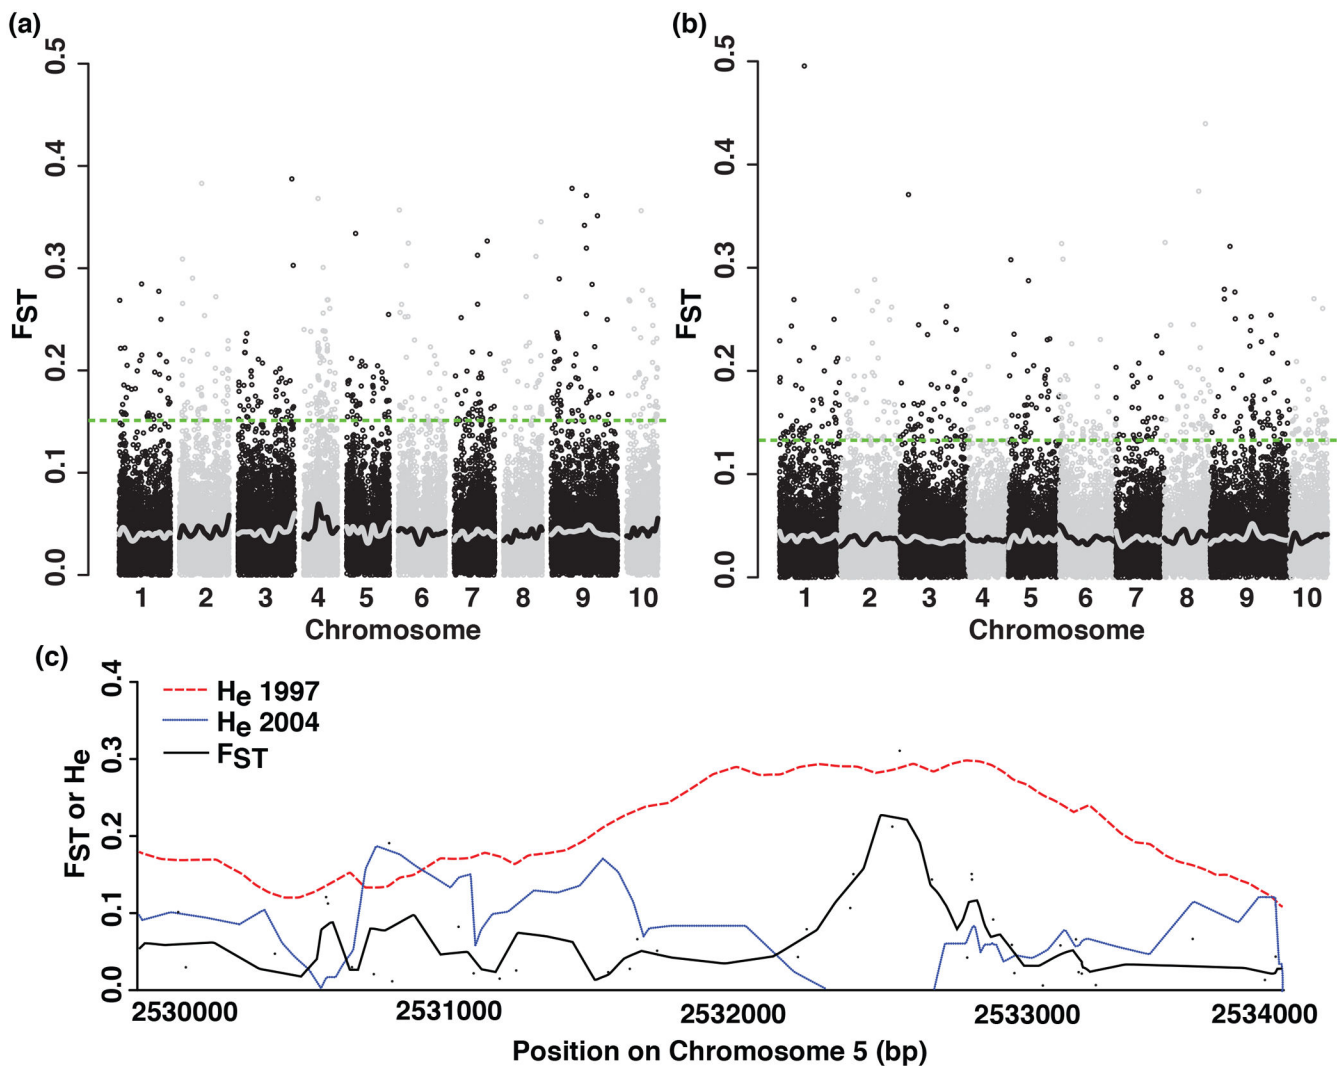 (a)
FST
0.5
0.4
0.3
0.2
0.1
0.0
1 2 3 4 5 6 7 8 9 10
Chromosome
(b)
FST
0.5
0.4
0.3
0.2
0.1
0.0
1 2 3 4 5 6 7 8 9 10
Chromosome
(c)
FST or He
0.4
0.3
0.2
0.1
0.0
He 1997
He 2004
FST
2530000 2531000 2532000 2533000 2534000
Position on Chromosome 5 (bp)